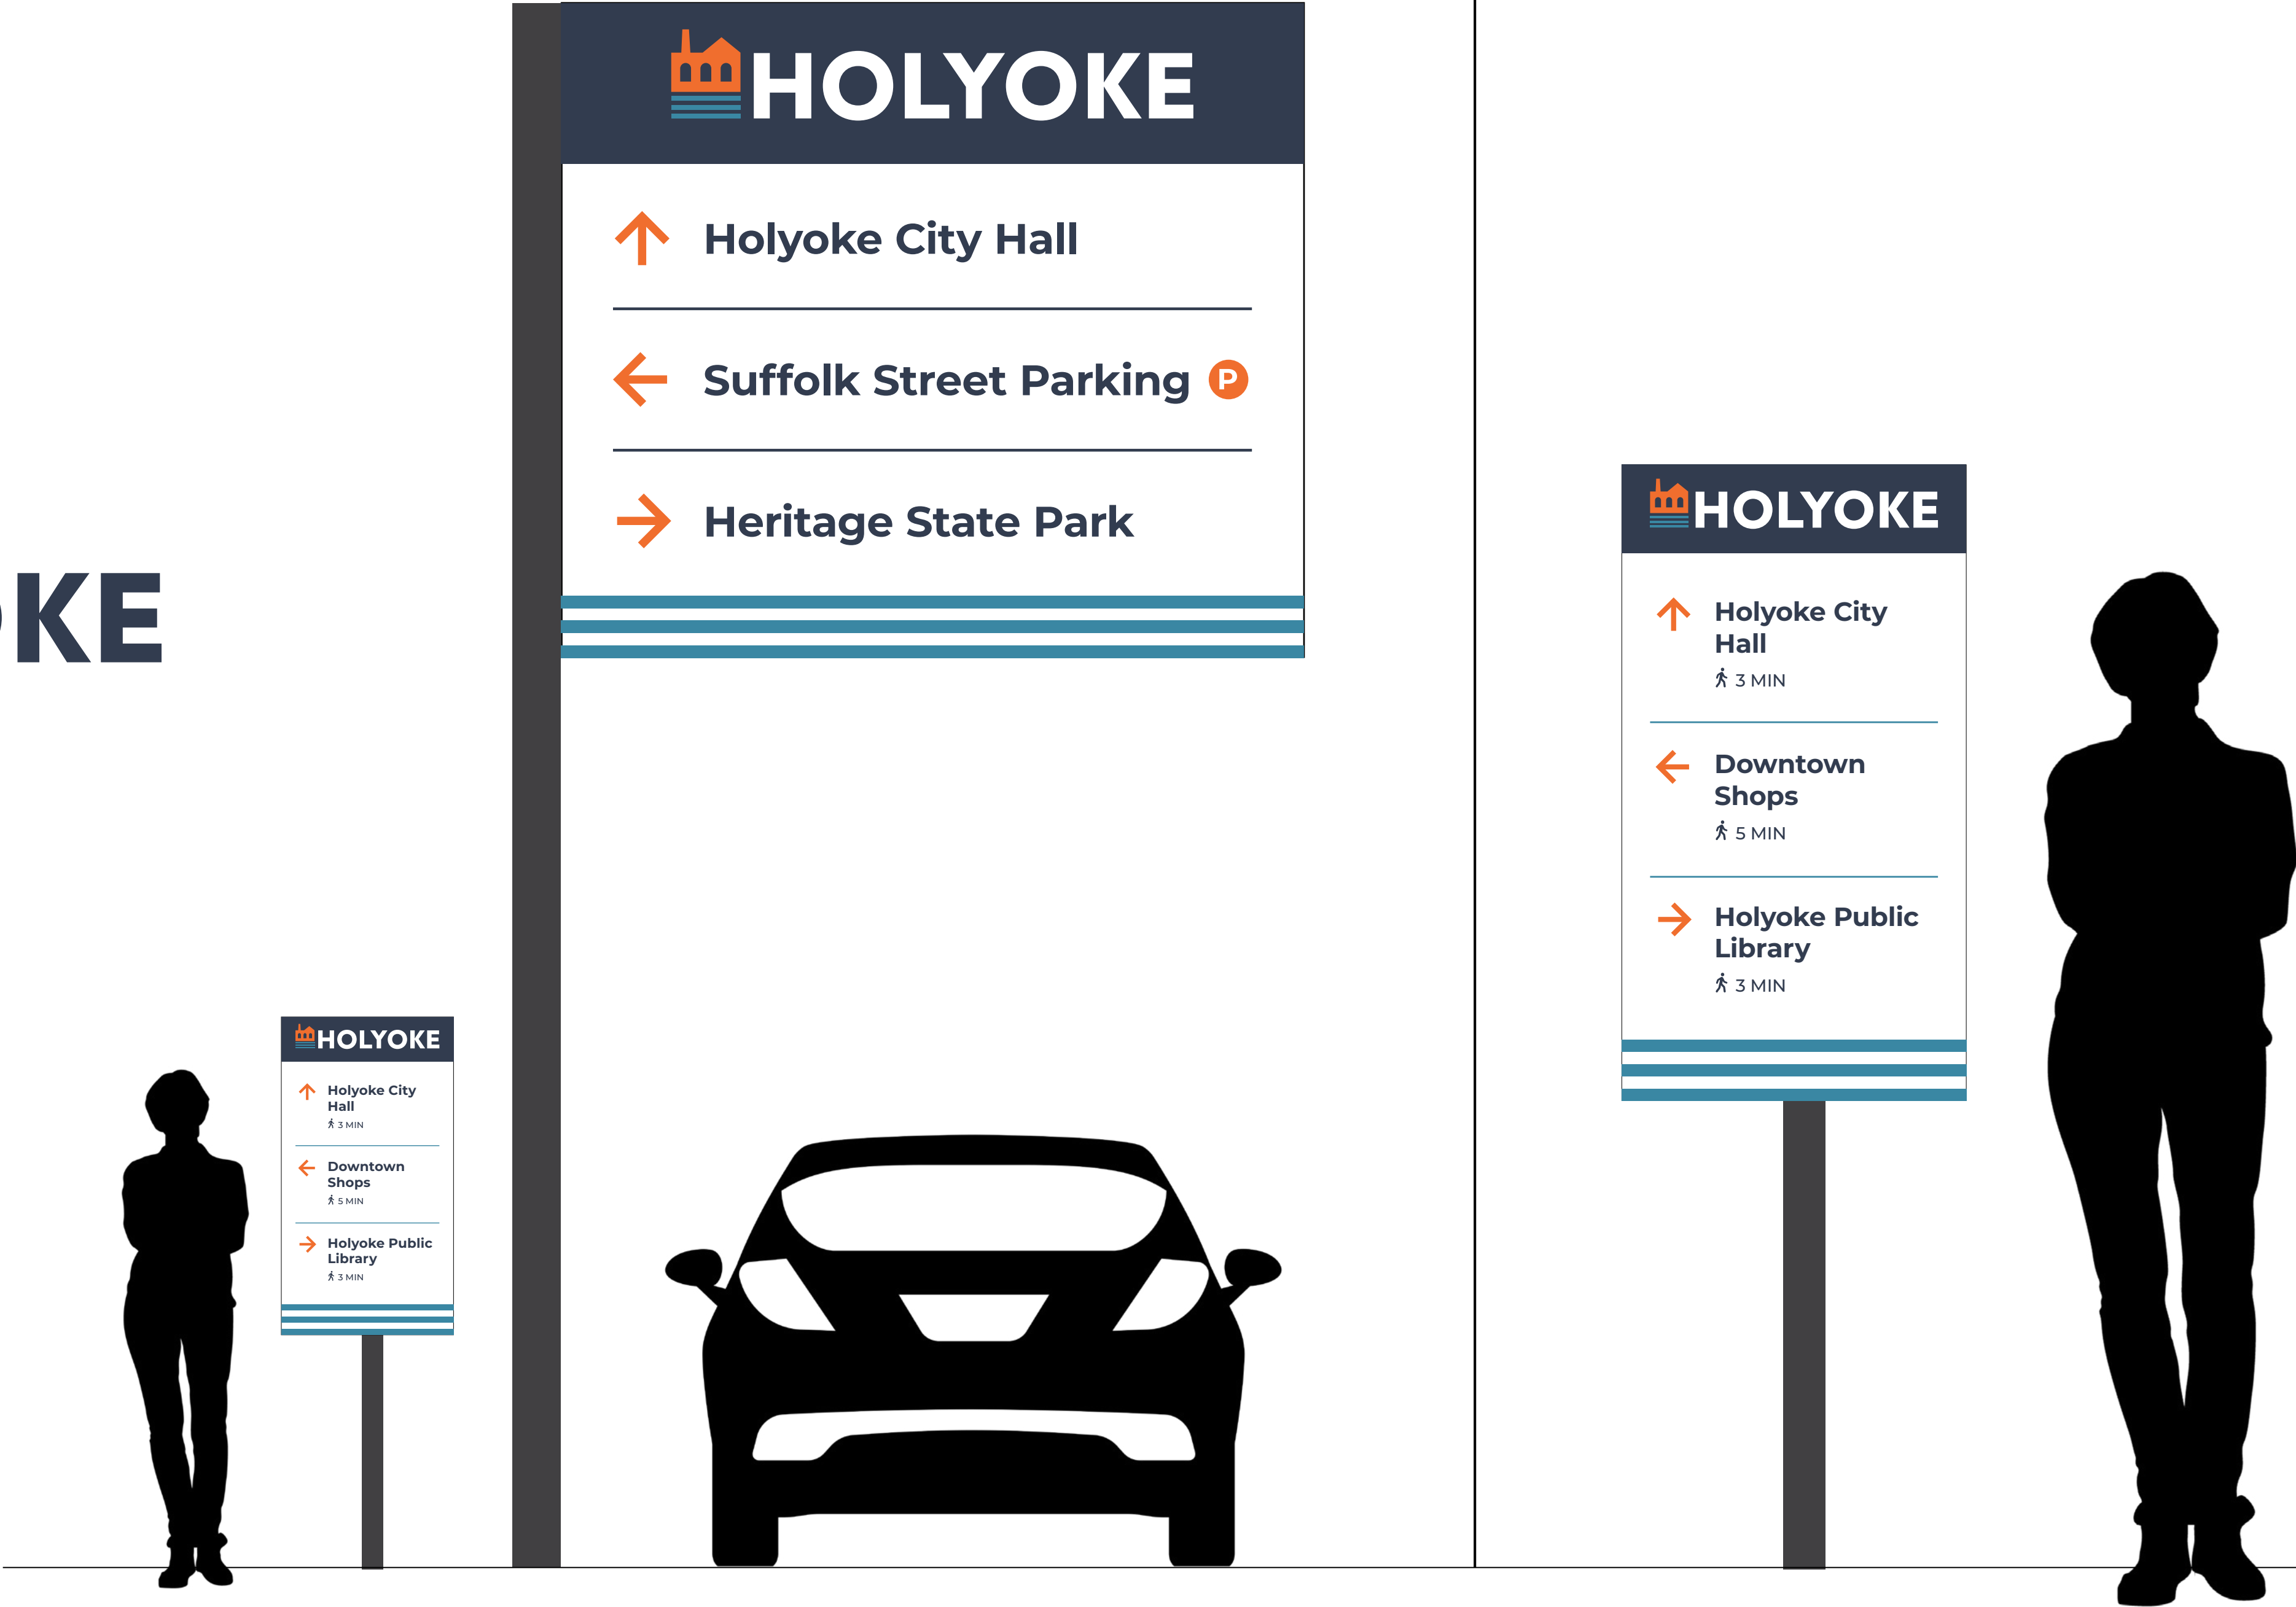 KE
HOLYOKE
Holyoke City
Hall
3 MIN
Downtown
Shops
5 MIN
Holyoke Public
Library
3 MIN
HOLYOKE
Holyoke City Hall
Suffolk Street Parking P
Heritage State Park
HOLYOKE
Holyoke City
Hall
3 MIN
Downtown
Shops
5 MIN
Holyoke Public
Library
3 MIN